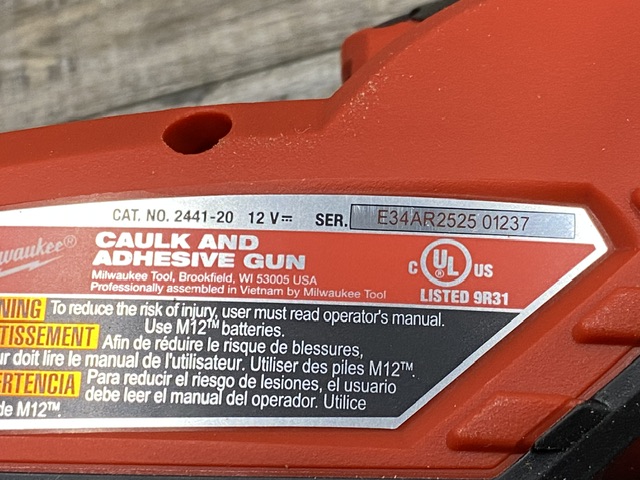 CAT. NO. 2441-20 12 V⎓ SER. E34AR2525 01237
Milwaukee®
CAULK AND
ADHESIVE GUN
Milwaukee Tool, Brookfield, WI 53005 USA
Professionally assembled in Vietnam by Milwaukee Tool
C UL® US
LISTED 9R31
NING To reduce the risk of injury, user must read operator's manual.
Use M12™ batteries.
TISSEMENT Afin de réduire le risque de blessures,
ur doit lire le manuel de l'utilisateur. Utiliser des piles M12™.
ERTENCIA Para reducir el riesgo de lesiones, el usuario
debe leer el manual del operador. Utilice
de M12™.